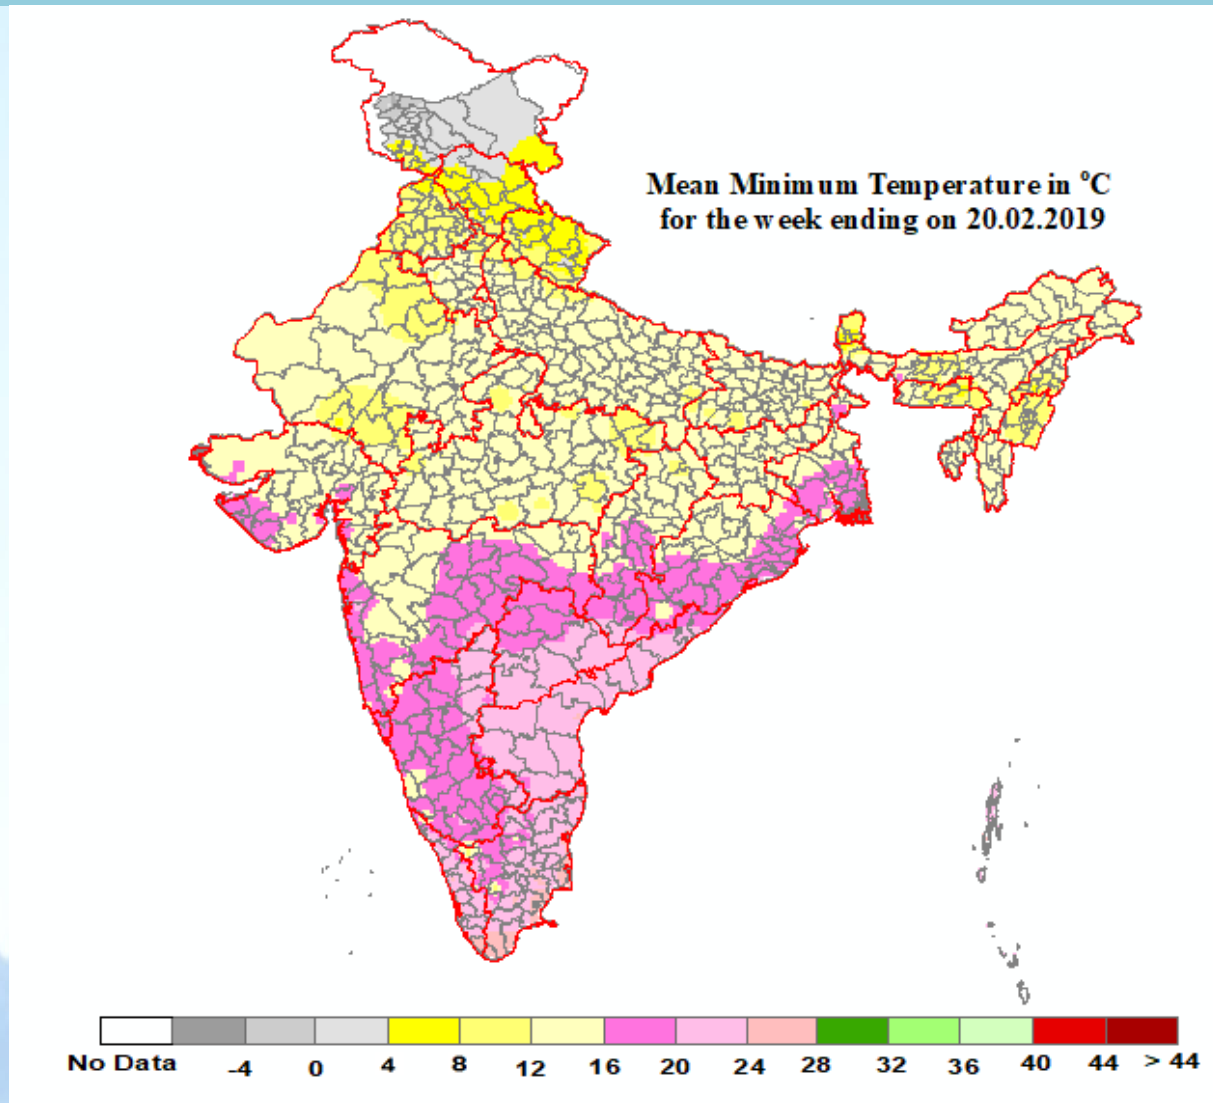 Mean Minimum Temperature in °C
for the week ending on 20.02.2019
No Data -4 0 4 8 12 16 20 24 28 32 36 40 44 > 44